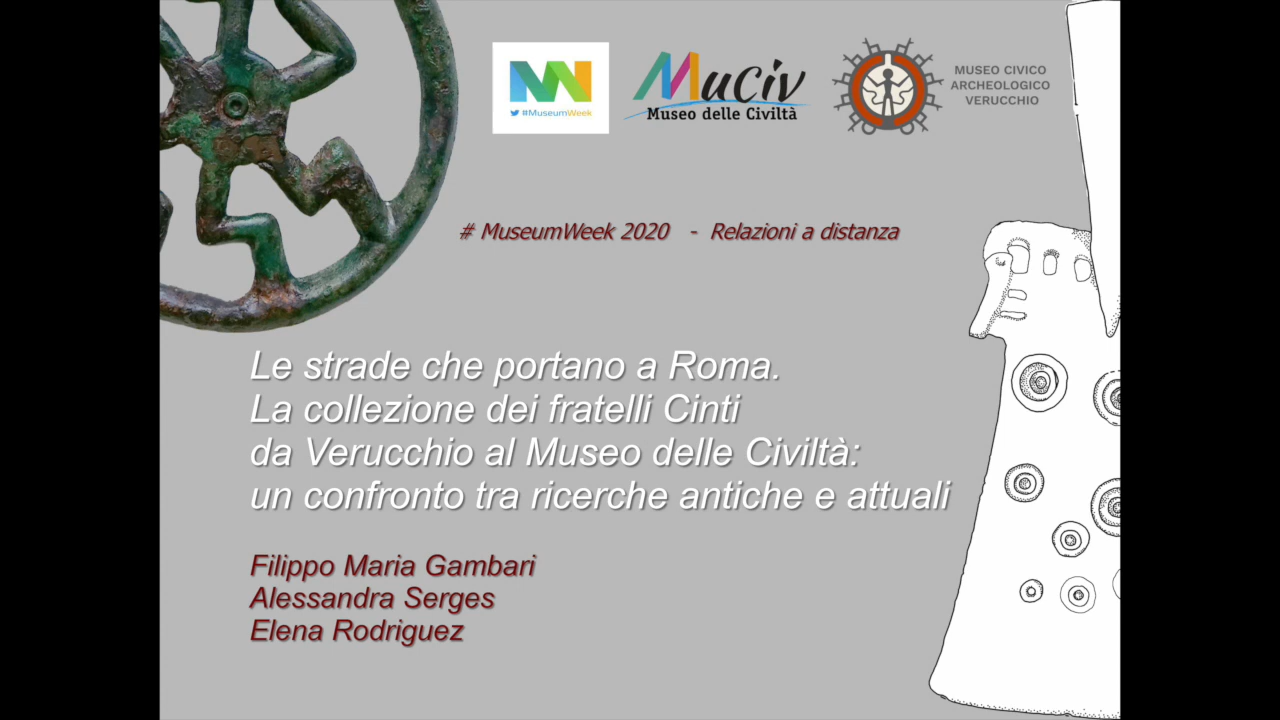 #MuseumWeek
MuCiv
Museo delle Civiltà
MUSEO CIVICO
ARCHEOLOGICO
VERUCCHIO
# MuseumWeek 2020 - Relazioni a distanza
Le strade che portano a Roma.
La collezione dei fratelli Cinti
da Verucchio al Museo delle Civiltà:
un confronto tra ricerche antiche e attuali
Filippo Maria Gambari
Alessandra Serges
Elena Rodriguez